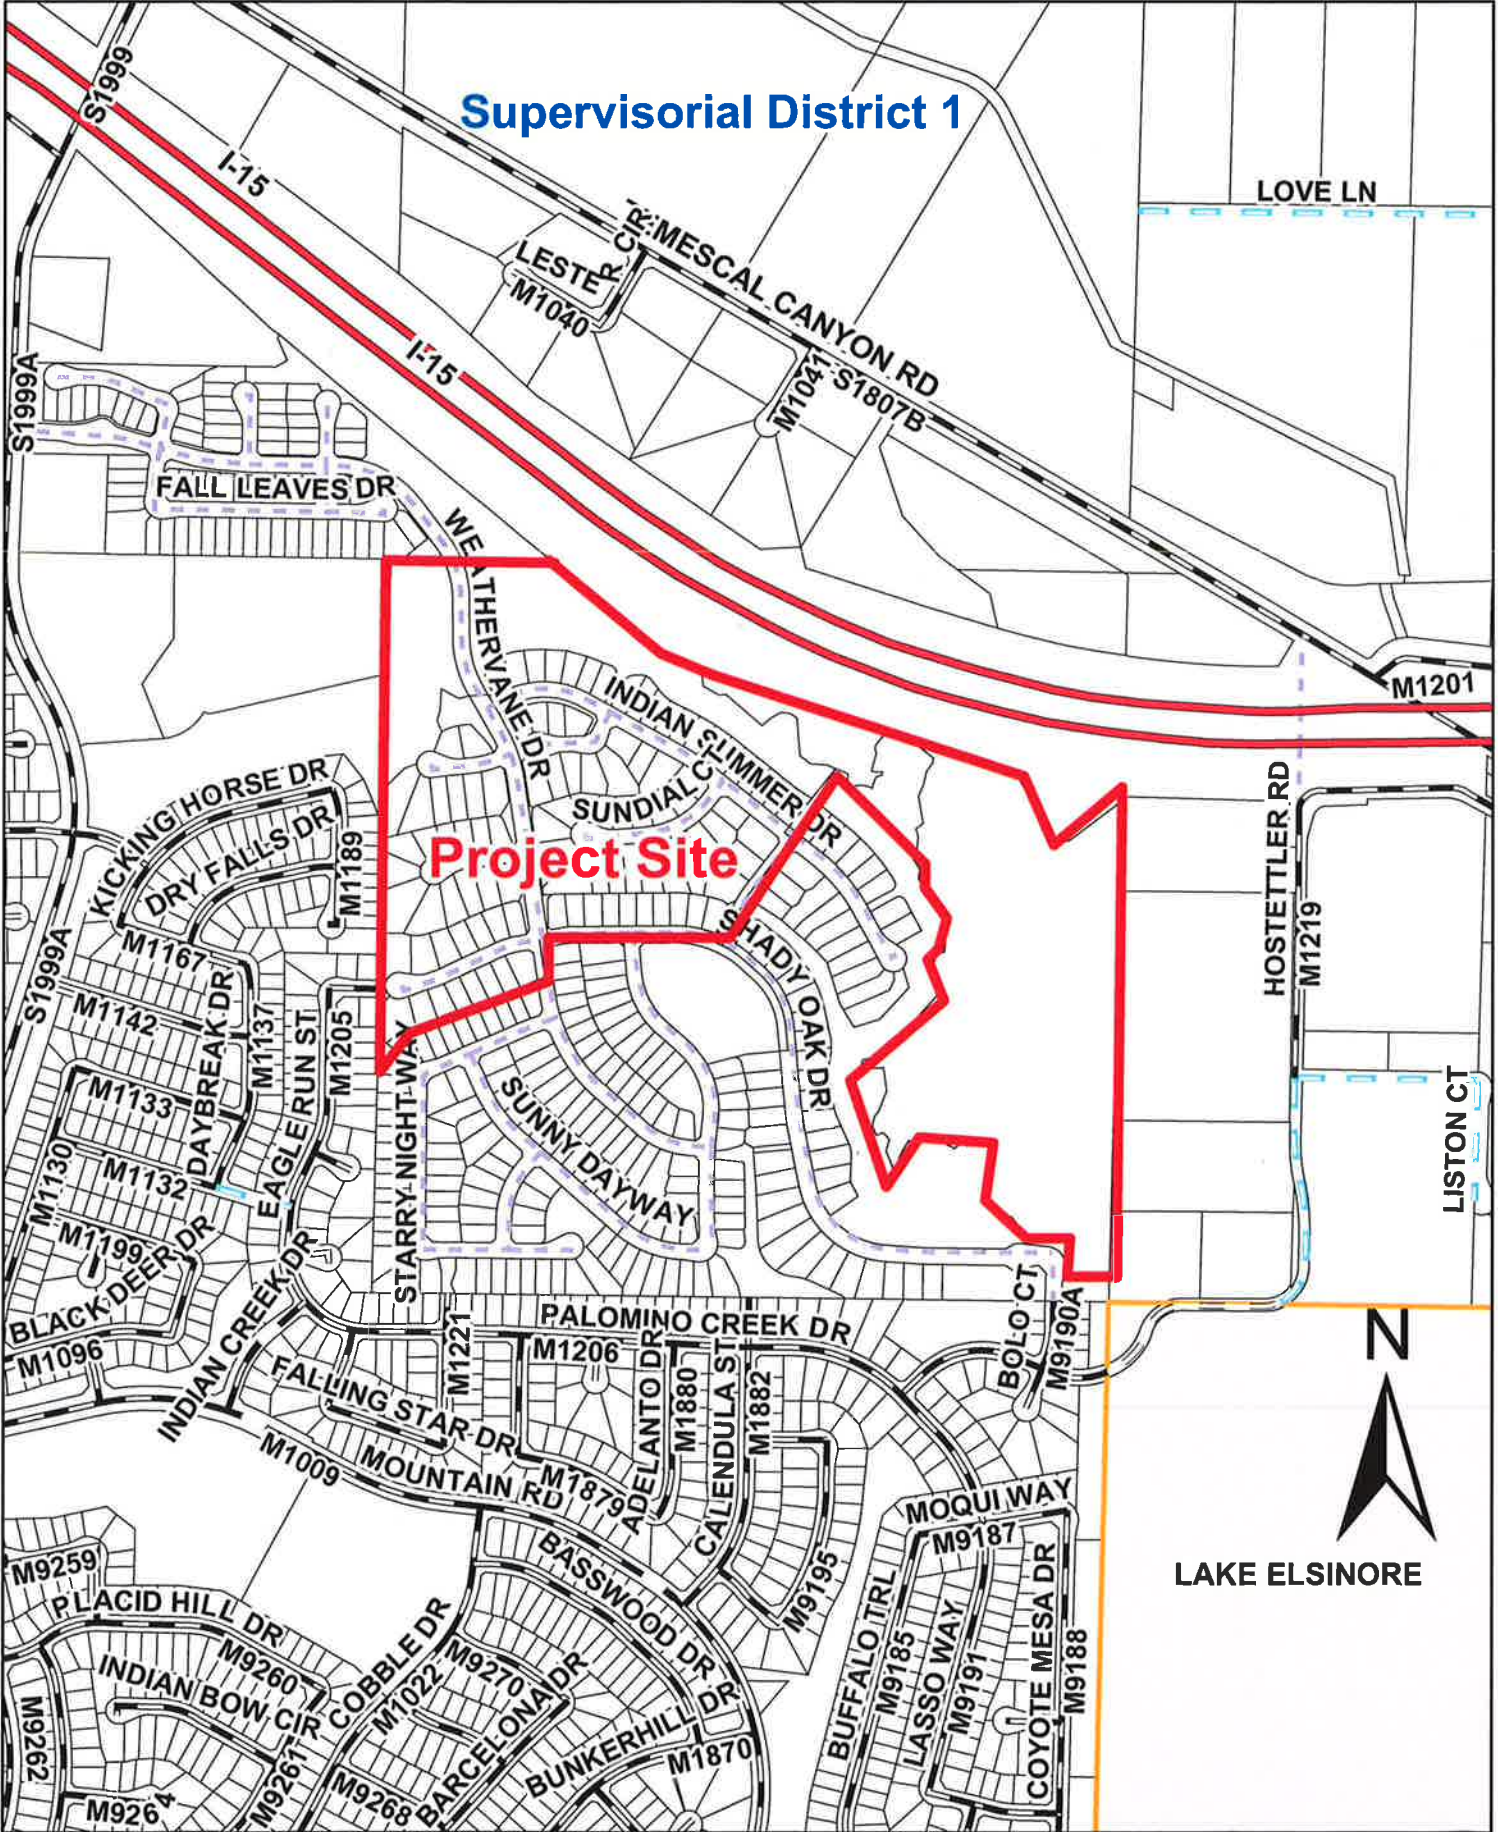 S1999
Supervisorial District 1
I-15
LOVE LN
LESTER CIR
M1040
TEMESCAL CANYON RD
I-15
M1041
S1807B
S1999A
FALL LEAVES DR
WEATHERVANE DR
M1201
INDIAN SUMMER DR
SUNDIAL CT
KICKING HORSE DR
DRY FALLS DR
M1189
Project Site
HOSTETTLER RD
M1219
S1999A
M1167
M1142
DAYBREAK DR
M1137
EAGLE RUN ST
M1205
SHADY OAK DR
M1133
M1130
M1132
STARRY NIGHT WAY
SUNNY DAY WAY
LISTON CT
M1199
BLACK DEER DR
M1096
INDIAN CREEK DR
BOLO CT
M9190A
PALOMINO CREEK DR
M1221
M1206
FALLING STAR DR
ADELANTO DR
M1880
CALENDULA ST
M1882
N
M1009
MOUNTAIN RD
M1879
MOQUI WAY
M9187
BASSWOOD DR
M9195
LAKE ELSINORE
M9259
PLACID HILL DR
M9260
INDIAN BOW CIR
COBBLE DR
M1022
M9270
BARCELONA DR
BUNKERHILL DR
M1870
BUFFALO TRL
M9185
LASSO WAY
M9191
COYOTE MESA DR
M9188
M9262
M9264
M9261
M9268